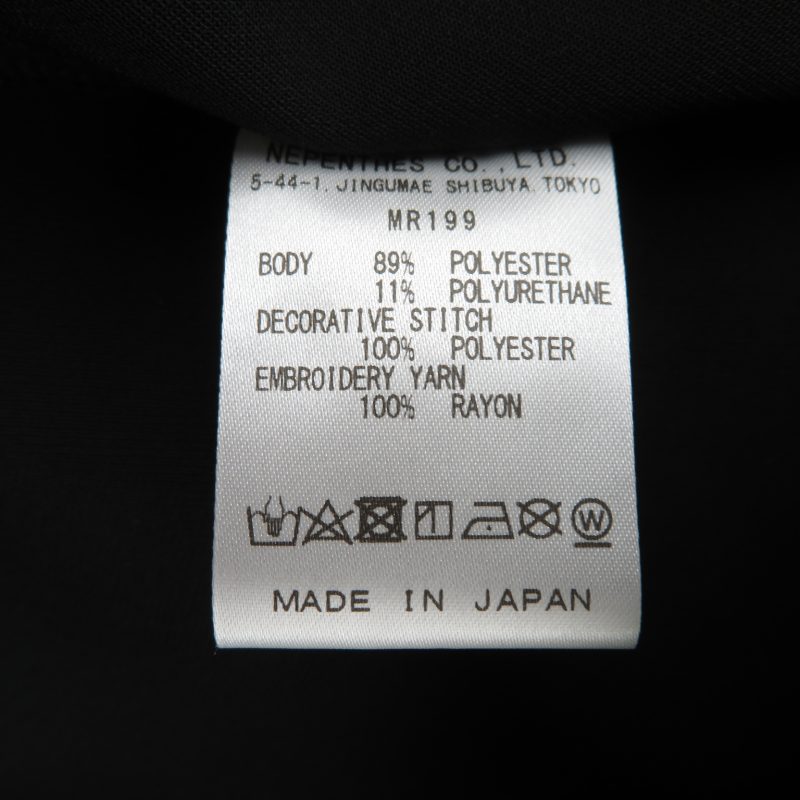 NEPENTHES CO., LTD.
5-44-1, JINGUMAE SHIBUYA, TOKYO
MR199
BODY 89% POLYESTER
11% POLYURETHANE
DECORATIVE STITCH
100% POLYESTER
EMBROIDERY YARN
100% RAYON
W
MADE IN JAPAN